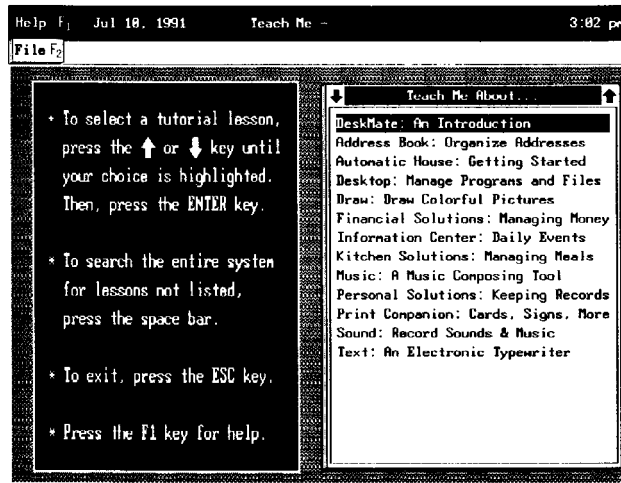 Help F1 Jul 10, 1991 Teach Me - 3:02 pm
File F2
* To select a tutorial lesson,
press the ↑ or ↓ key until
your choice is highlighted.
Then, press the ENTER key.
* To search the entire system
for lessons not listed,
press the space bar.
* To exit, press the ESC key.
* Press the F1 key for help.
Teach Me About...
DeskMate: An Introduction
Address Book: Organize Addresses
Automatic House: Getting Started
Desktop: Manage Programs and Files
Draw: Draw Colorful Pictures
Financial Solutions: Managing Money
Information Center: Daily Events
Kitchen Solutions: Managing Meals
Music: A Music Composing Tool
Personal Solutions: Keeping Records
Print Companion: Cards, Signs, More
Sound: Record Sounds & Music
Text: An Electronic Typewriter